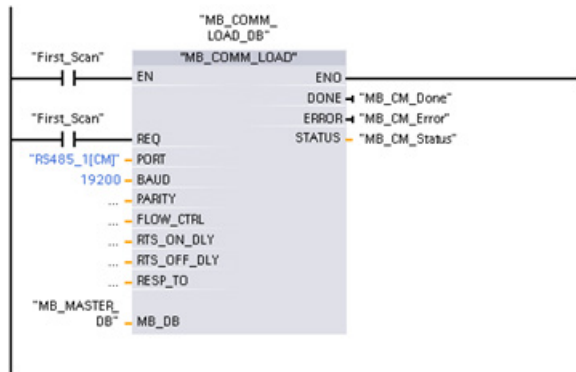 "MB_COMM_
LOAD_DB"
"First_Scan"
"MB_COMM_LOAD"
EN
ENO
DONE
"MB_CM_Done"
"First_Scan"
ERROR
"MB_CM_Error"
REQ
STATUS
"MB_CM_Status"
"RS485_1[CM]"
PORT
19200
BAUD
...
PARITY
...
FLOW_CTRL
...
RTS_ON_DLY
...
RTS_OFF_DLY
...
RESP_TO
"MB_MASTER_
DB"
MB_DB